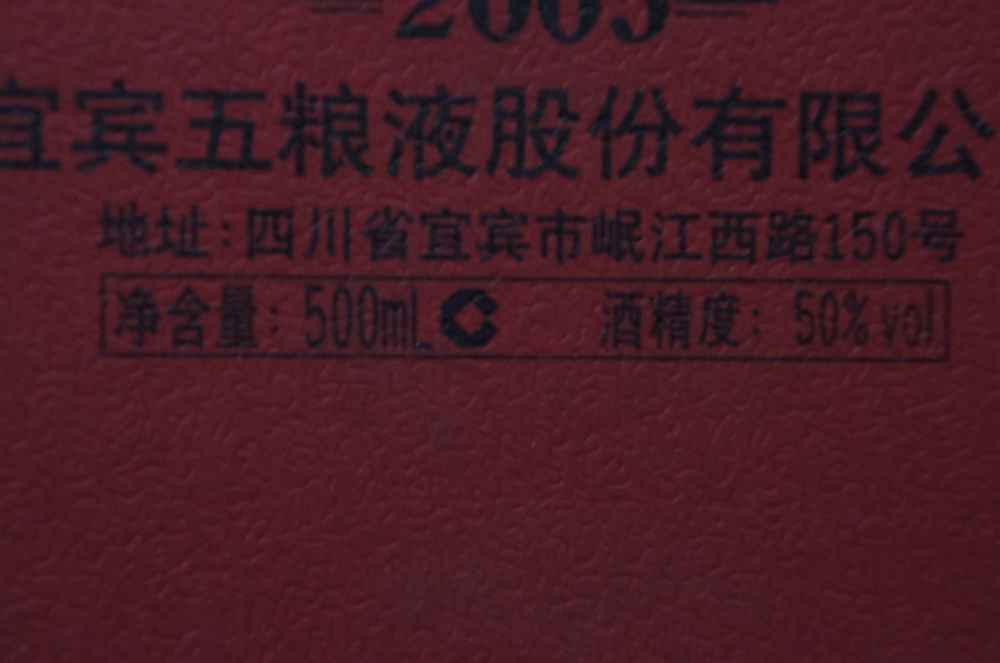 宜宾五粮液股份有限公
地址:四川省宜宾市岷江西路150号
净含量: 500mL 酒精度: 50%vol